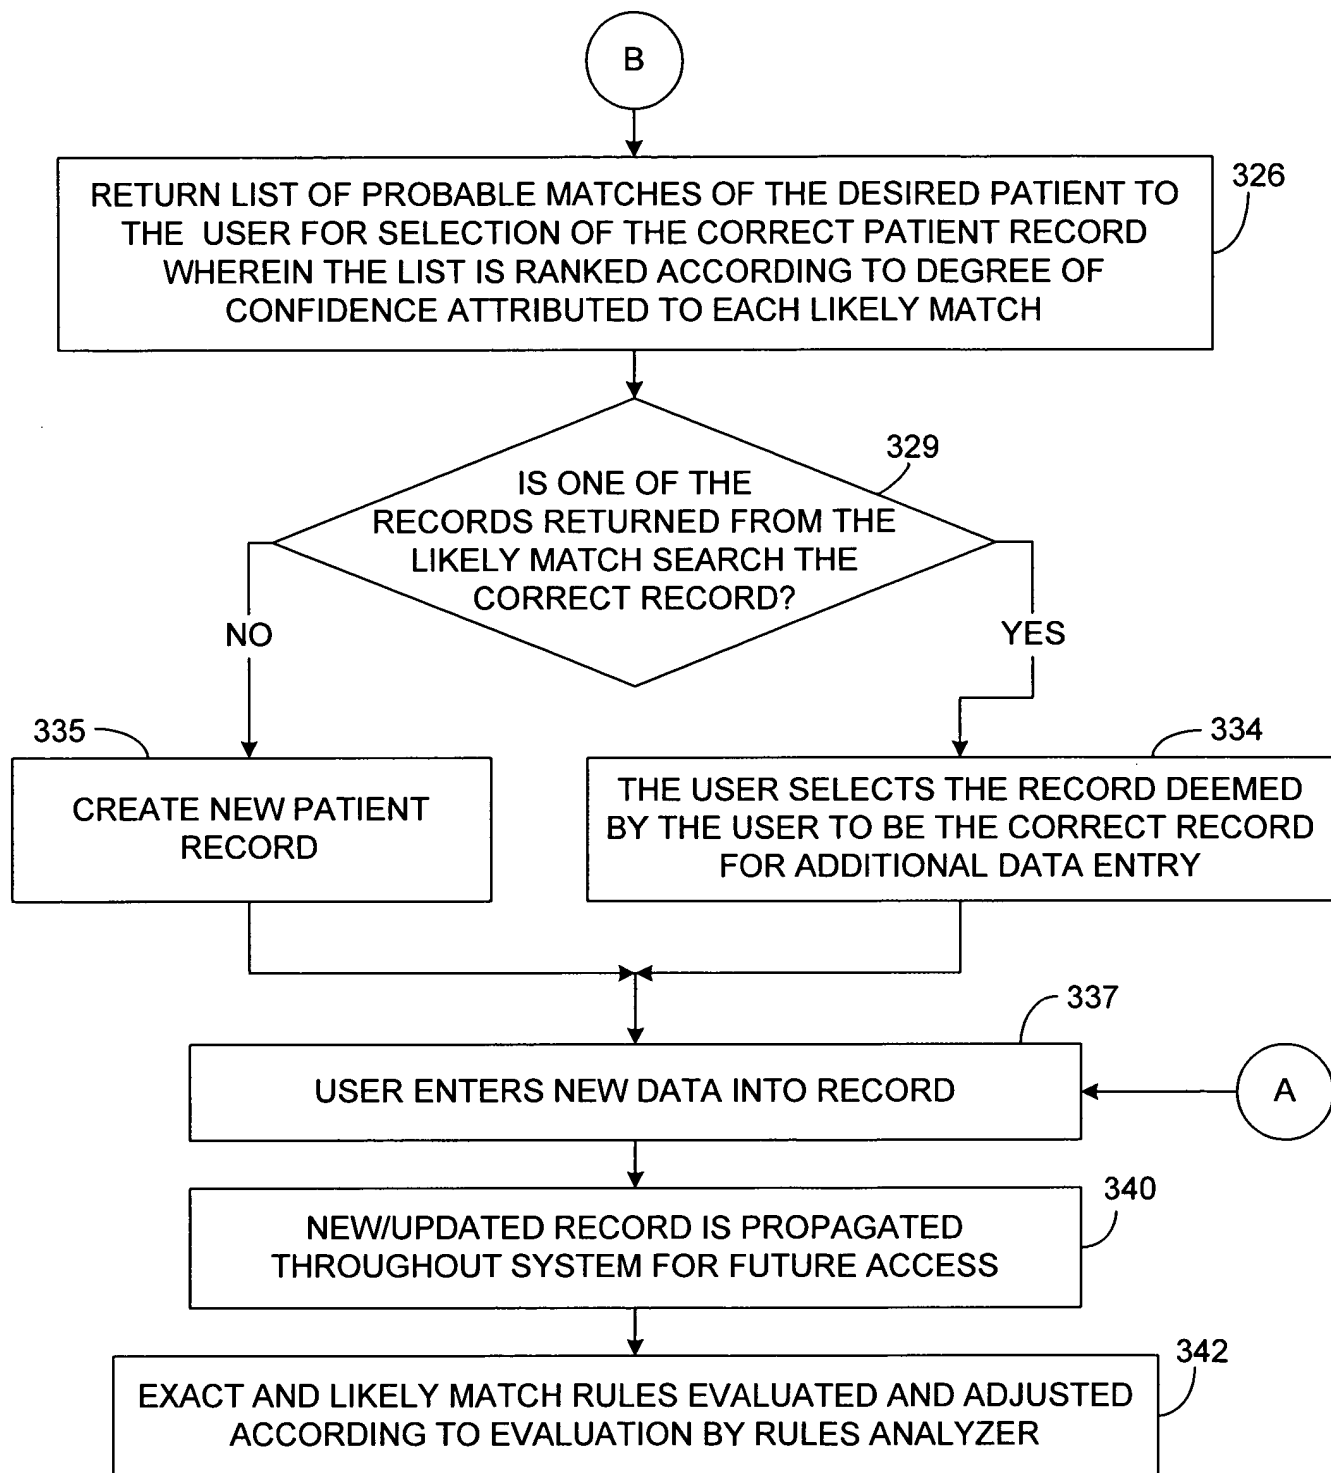 B
RETURN LIST OF PROBABLE MATCHES OF THE DESIRED PATIENT TO
THE USER FOR SELECTION OF THE CORRECT PATIENT RECORD
WHEREIN THE LIST IS RANKED ACCORDING TO DEGREE OF
CONFIDENCE ATTRIBUTED TO EACH LIKELY MATCH
326
329
IS ONE OF THE
RECORDS RETURNED FROM THE
LIKELY MATCH SEARCH THE
CORRECT RECORD?
NO
YES
335
334
CREATE NEW PATIENT
RECORD
THE USER SELECTS THE RECORD DEEMED
BY THE USER TO BE THE CORRECT RECORD
FOR ADDITIONAL DATA ENTRY
337
USER ENTERS NEW DATA INTO RECORD
A
340
NEW/UPDATED RECORD IS PROPAGATED
THROUGHOUT SYSTEM FOR FUTURE ACCESS
342
EXACT AND LIKELY MATCH RULES EVALUATED AND ADJUSTED
ACCORDING TO EVALUATION BY RULES ANALYZER